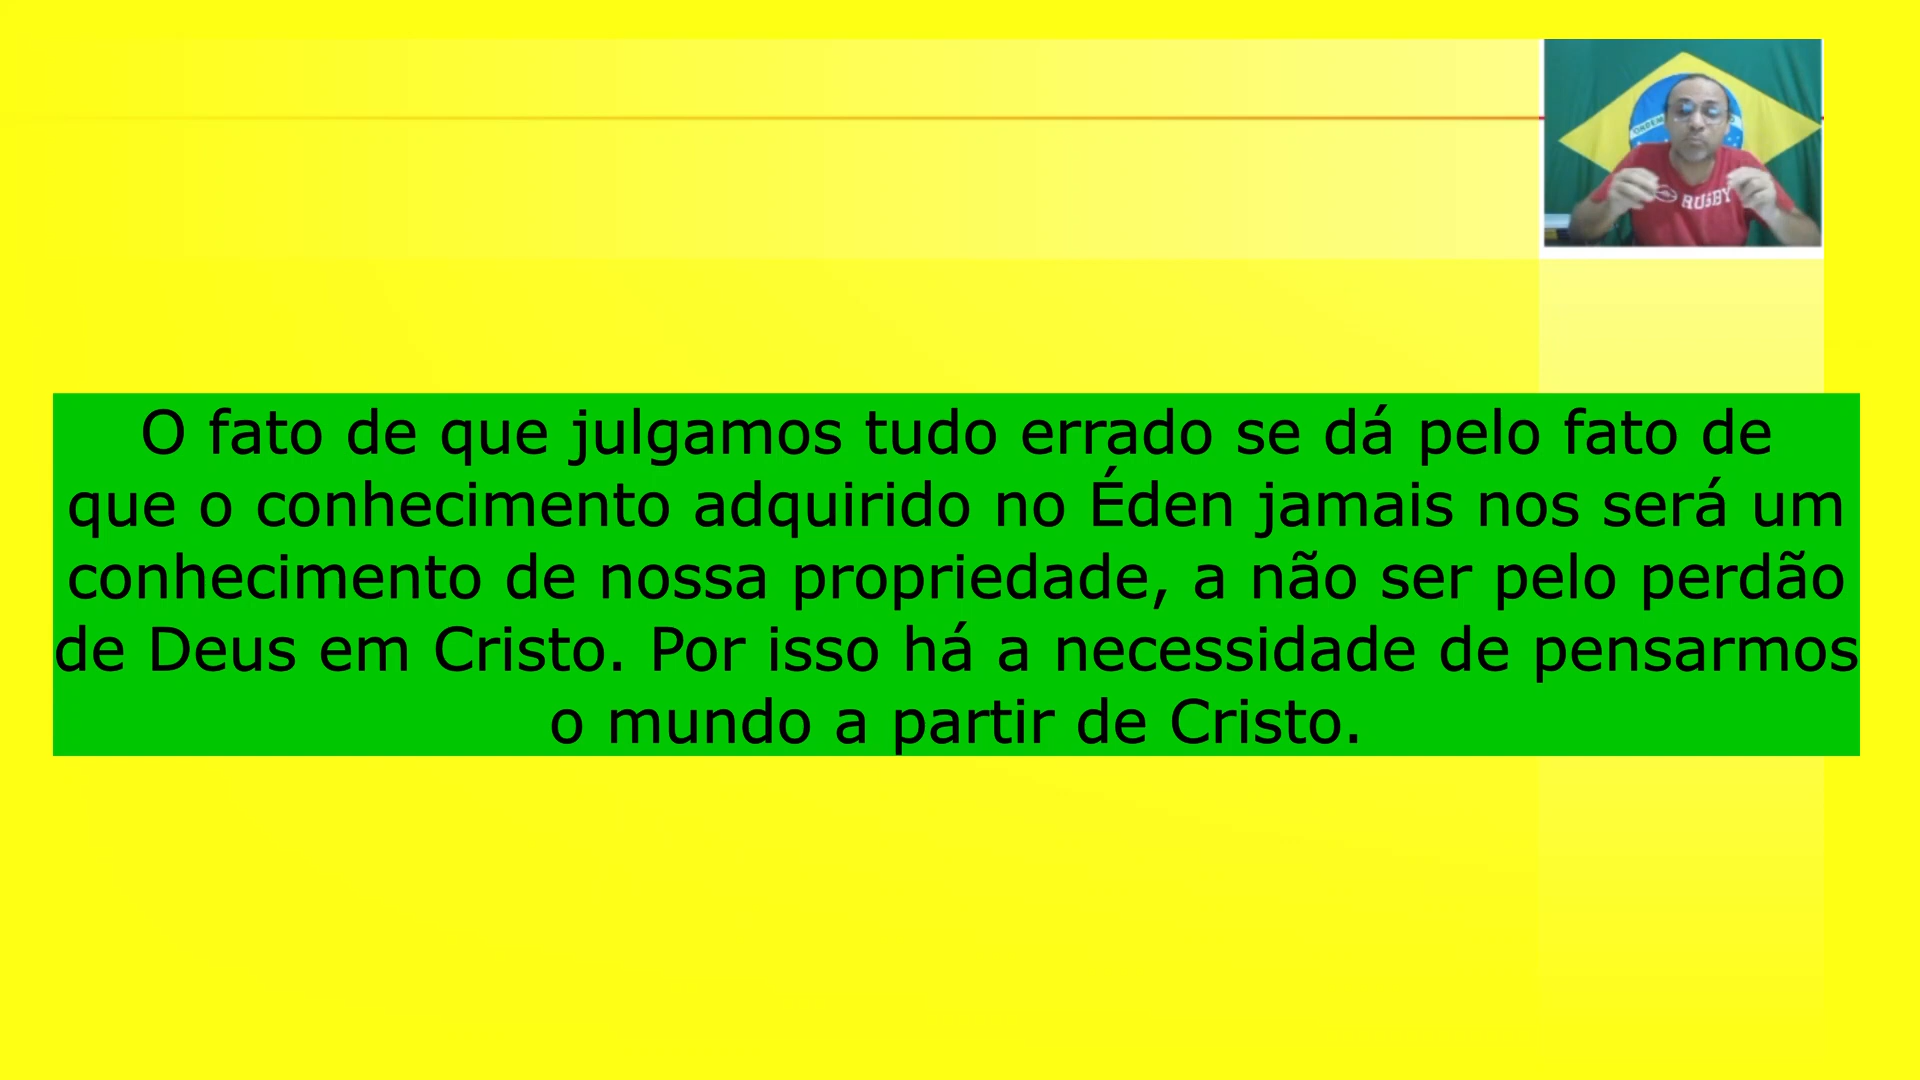 ORDEM
RUGBY
O fato de que julgamos tudo errado se dá pelo fato de
que o conhecimento adquirido no Éden jamais nos será um
conhecimento de nossa propriedade, a não ser pelo perdão
de Deus em Cristo. Por isso há a necessidade de pensarmos
o mundo a partir de Cristo.